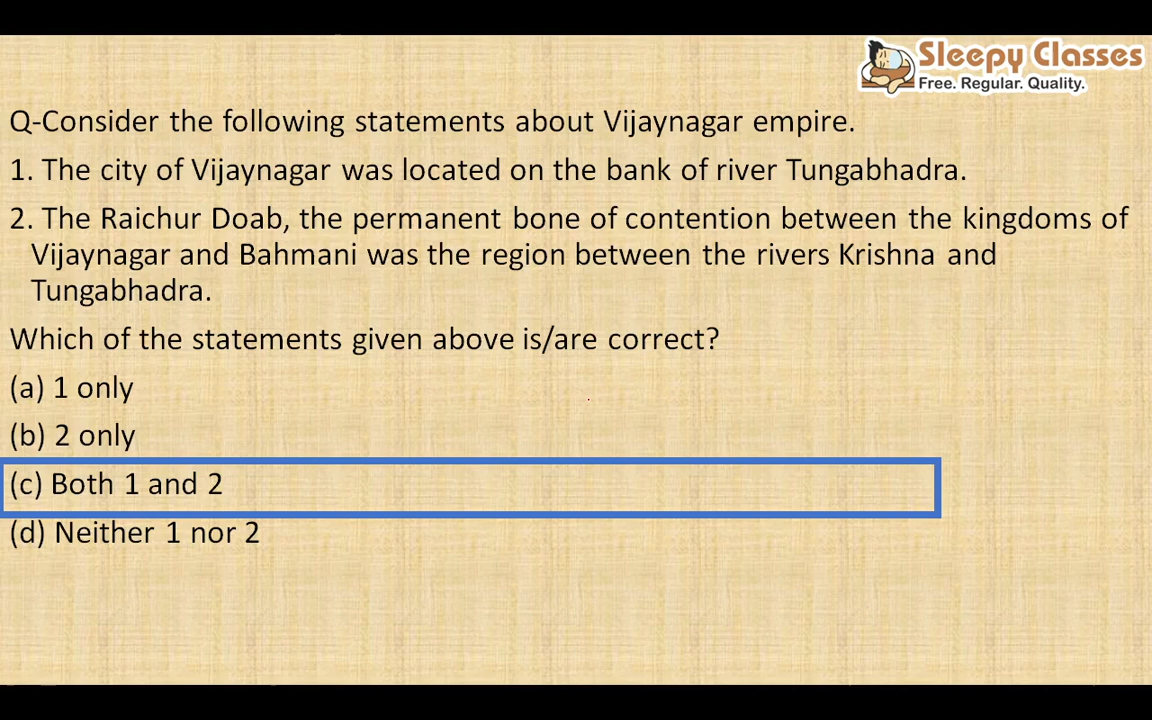 Sleepy Classes
Free. Regular. Quality.
Q-Consider the following statements about Vijaynagar empire.
1. The city of Vijaynagar was located on the bank of river Tungabhadra.
2. The Raichur Doab, the permanent bone of contention between the kingdoms of
Vijaynagar and Bahmani was the region between the rivers Krishna and
Tungabhadra.
Which of the statements given above is/are correct?
(a) 1 only
(b) 2 only
(c) Both 1 and 2
(d) Neither 1 nor 2